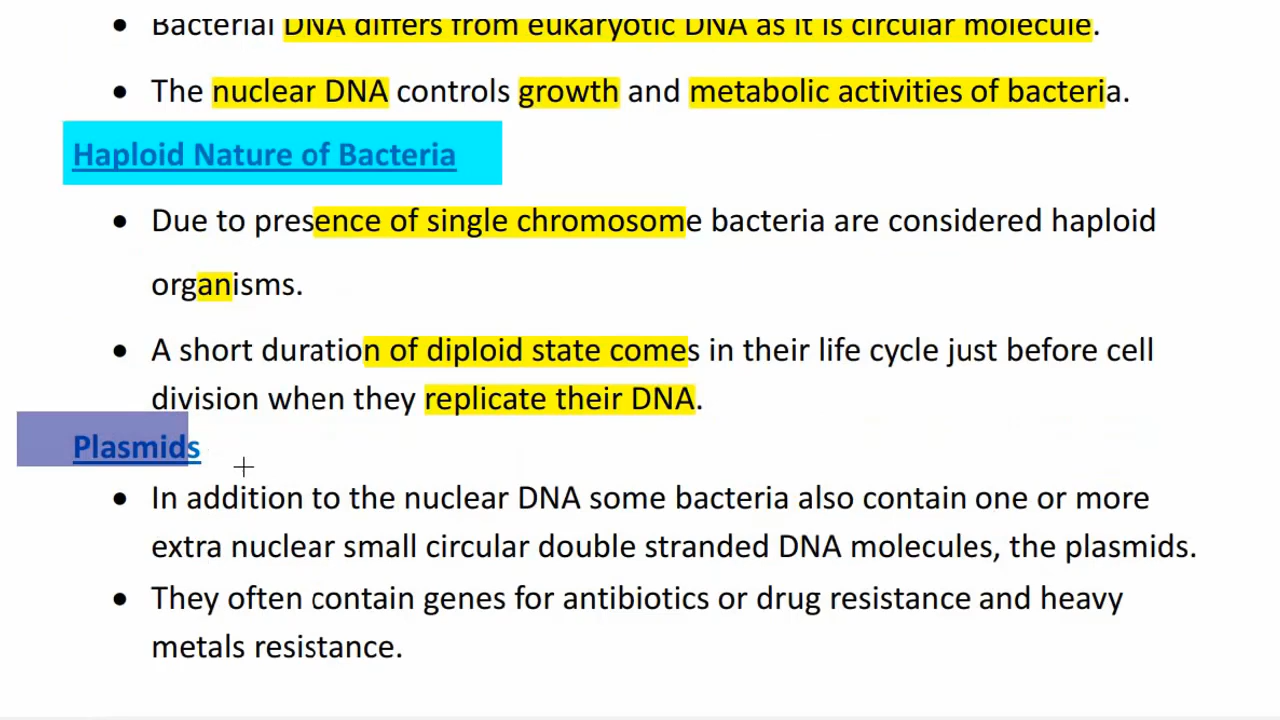 • Bacterial DNA differs from eukaryotic DNA as it is circular molecule.
• The nuclear DNA controls growth and metabolic activities of bacteria.
Haploid Nature of Bacteria
• Due to presence of single chromosome bacteria are considered haploid
organisms.
• A short duration of diploid state comes in their life cycle just before cell
division when they replicate their DNA.
Plasmids
• In addition to the nuclear DNA some bacteria also contain one or more
extra nuclear small circular double stranded DNA molecules, the plasmids.
• They often contain genes for antibiotics or drug resistance and heavy
metals resistance.